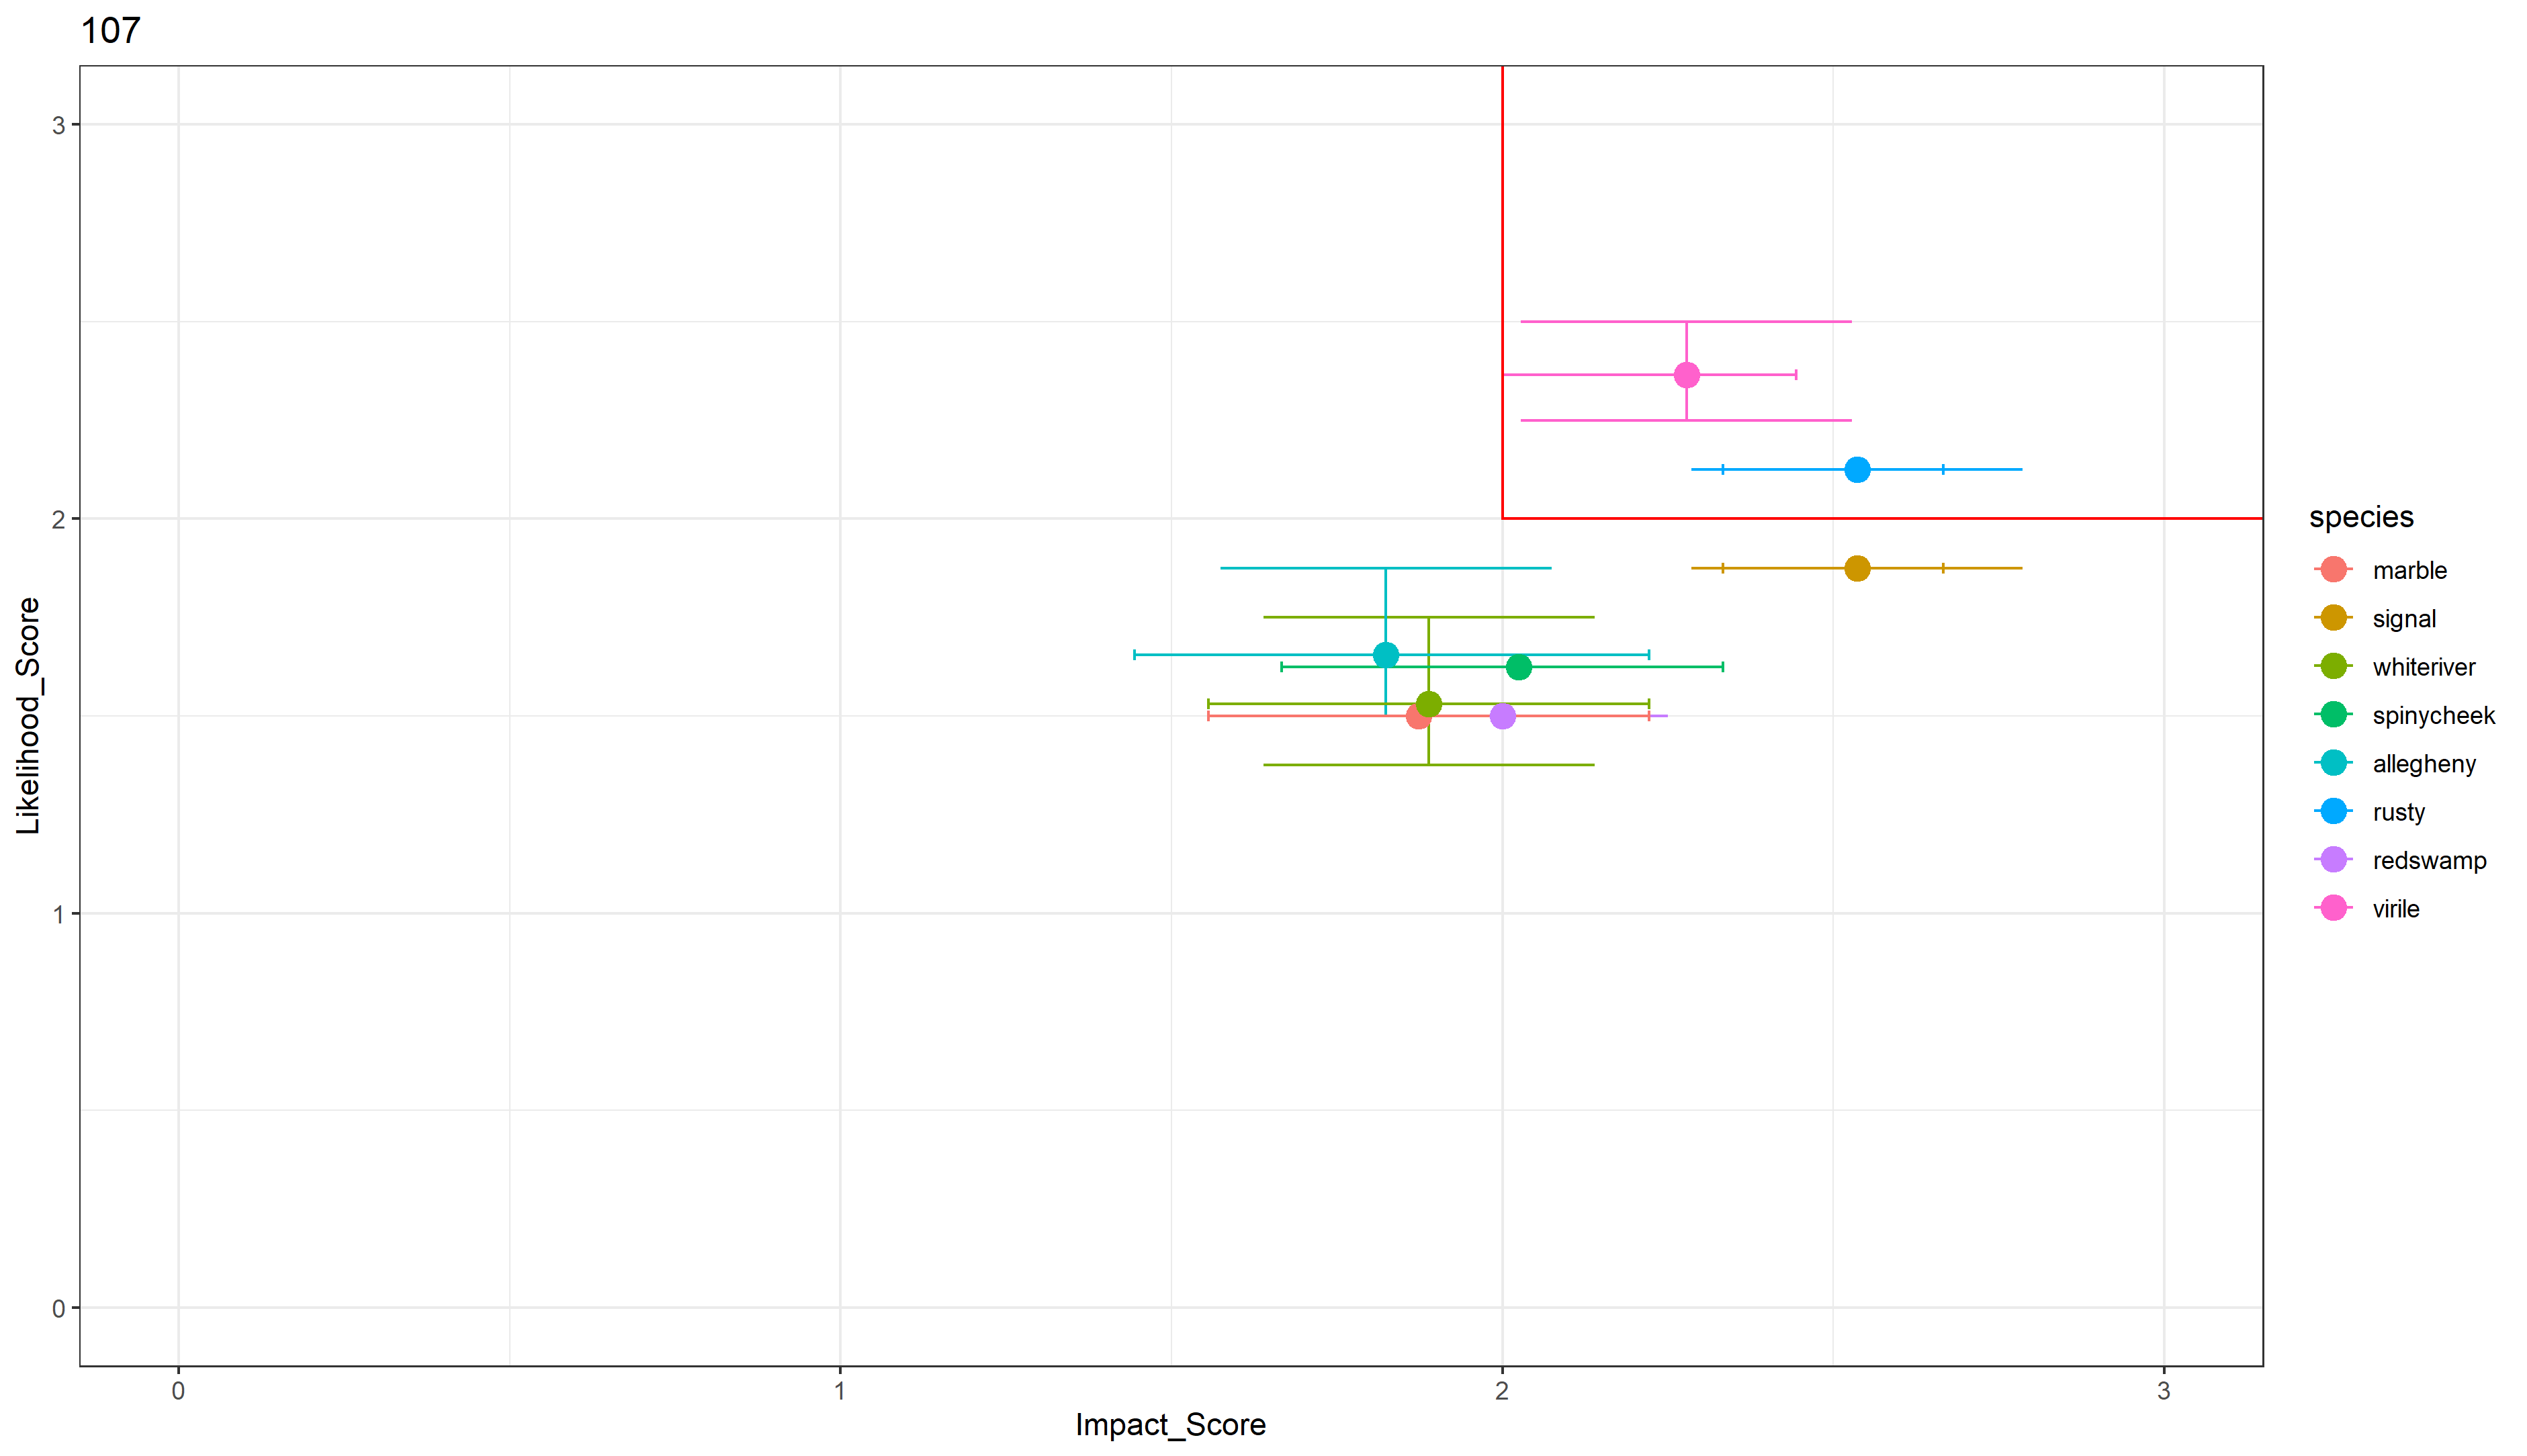 107
3
2
1
0
Likelihood_Score
0
1
2
3
Impact_Score
species
marble
signal
whiteriver
spinycheek
allegheny
rusty
redswamp
virile